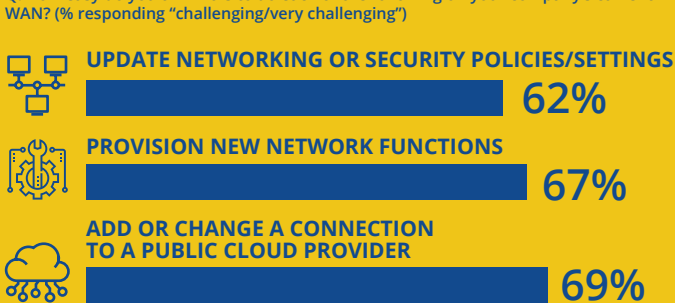 WAN? (% responding “challenging/very challenging”)
UPDATE NETWORKING OR SECURITY POLICIES/SETTINGS
62%
PROVISION NEW NETWORK FUNCTIONS
67%
ADD OR CHANGE A CONNECTION
TO A PUBLIC CLOUD PROVIDER
69%